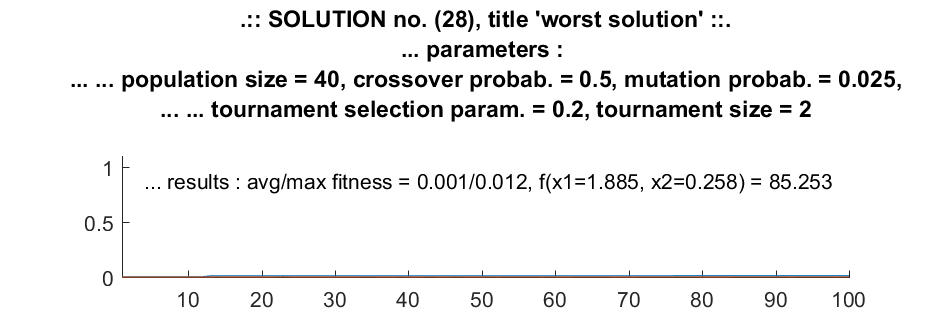 .:: SOLUTION no. (28), title 'worst solution' ::.
... parameters :
... ... population size = 40, crossover probab. = 0.5, mutation probab. = 0.025,
... ... tournament selection param. = 0.2, tournament size = 2
1
... results : avg/max fitness = 0.001/0.012, f(x1=1.885, x2=0.258) = 85.253
0.5
0
10 20 30 40 50 60 70 80 90 100